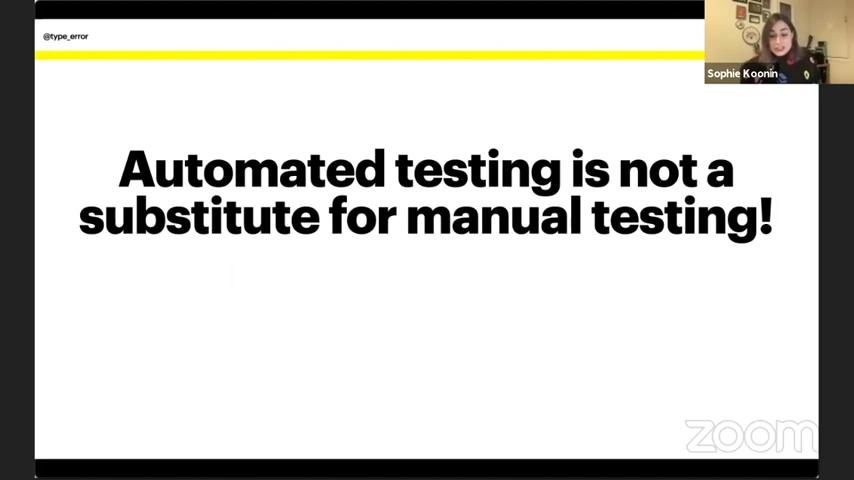 @type_error
Sophie Koonin
Automated testing is not a
substitute for manual testing!
zoom